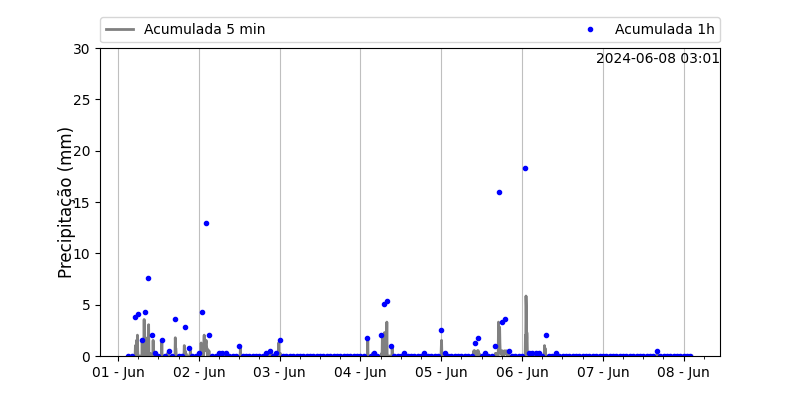 Acumulada 5 min
Acumulada 1h
2024-06-08 03:01
Precipitação (mm)
30
25
20
15
10
5
0
01 - Jun 02 - Jun 03 - Jun 04 - Jun 05 - Jun 06 - Jun 07 - Jun 08 - Jun